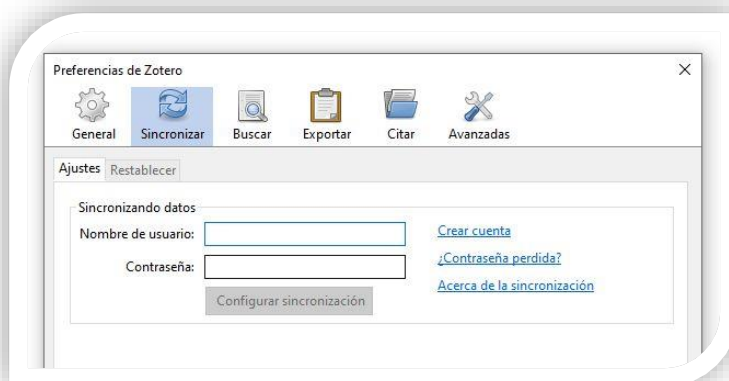 Preferencias de Zotero
General Sincronizar Buscar Exportar Citar Avanzadas
Ajustes Restablecer
Sincronizando datos
Nombre de usuario: Crear cuenta
Contraseña: ¿Contraseña perdida?
Configurar sincronización Acerca de la sincronización